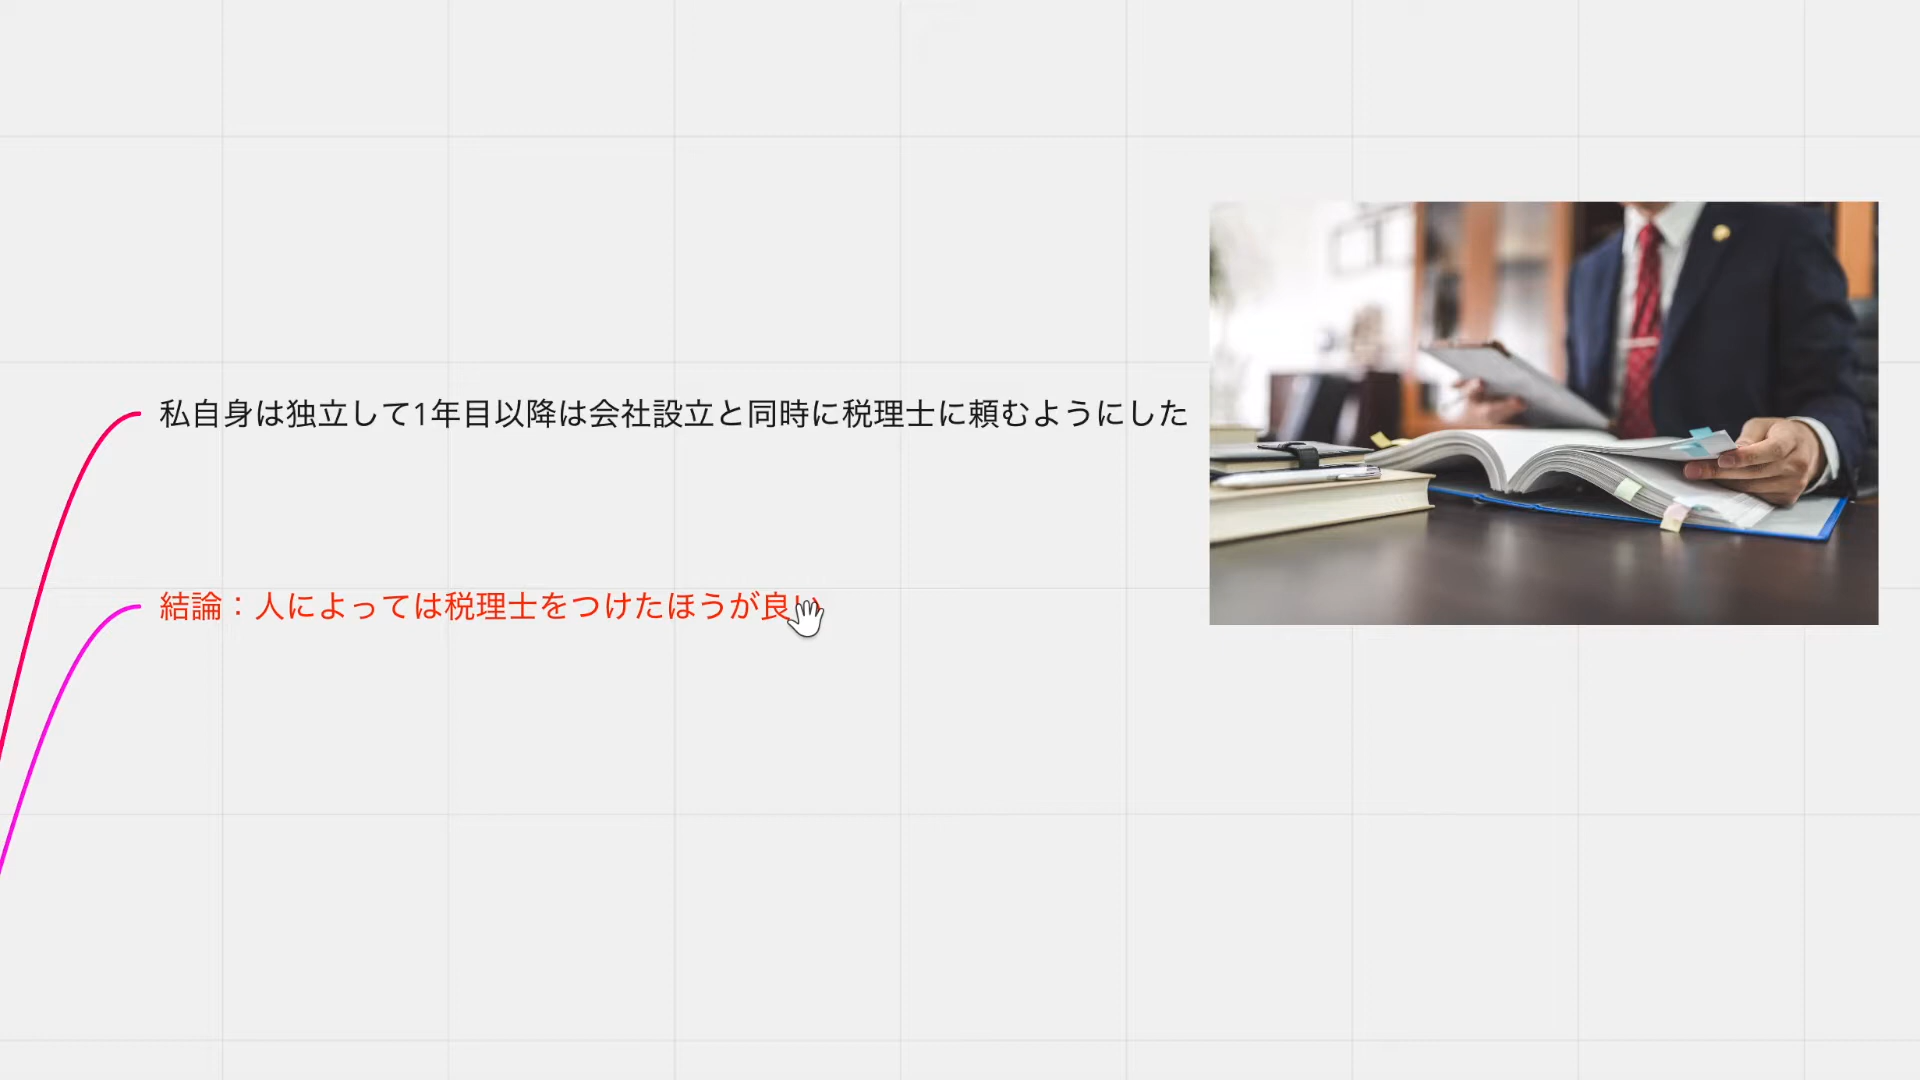 私自身は独立して1年目以降は会社設立と同時に税理士に頼むようにした
結論：人によっては税理士をつけたほうが良い